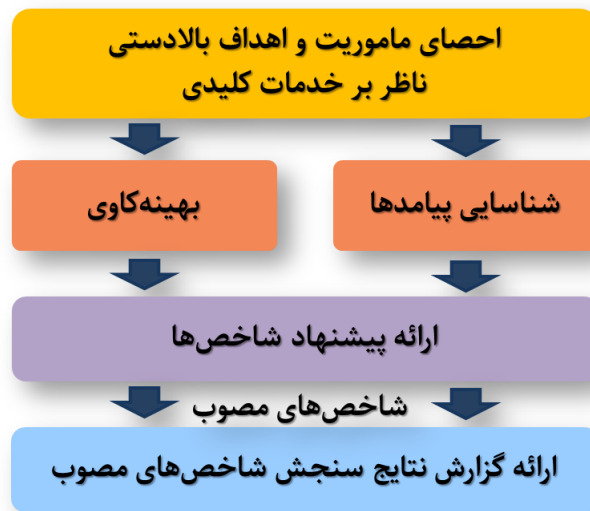 احصای ماموریت و اهداف بالادستی
ناظر بر خدمات کلیدی
شناسایی پیامدها
بهینه‌کاوی
ارائه پیشنهاد شاخص‌ها
شاخص‌های مصوب
ارائه گزارش نتایج سنجش شاخص‌های مصوب